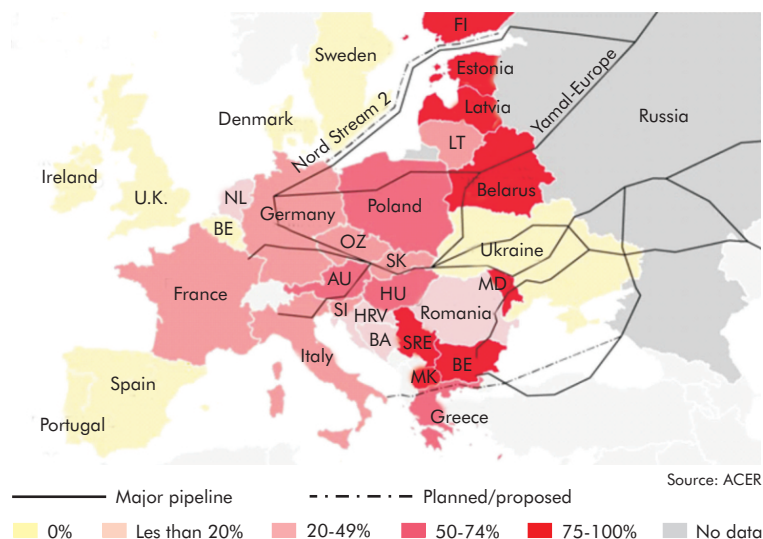 FI
Sweden
Estonia
Yamal-Europe
Latvia
Russia
Denmark
Nord Stream 2
LT
Ireland
U.K.
NL
Belarus
Germany
Poland
BE
OZ
Ukraine
SK
AU
MD
France
HU
SI
HRV
Romania
BA
SRE
Italy
BE
MK
Spain
Portugal
Greece
Source: ACER
Major pipeline
Planned/proposed
0%
Less than 20%
20-49%
50-74%
75-100%
No data